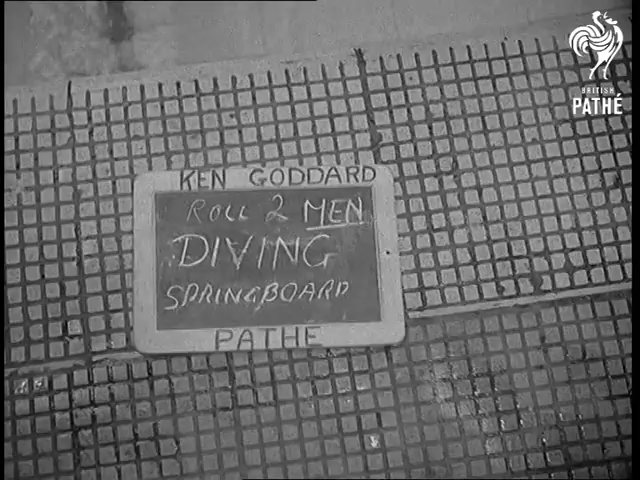 BRITISH
PATHÉ
KEN GODDARD
ROLL 2 MEN
DIVING
SPRINGBOARD
PATHE